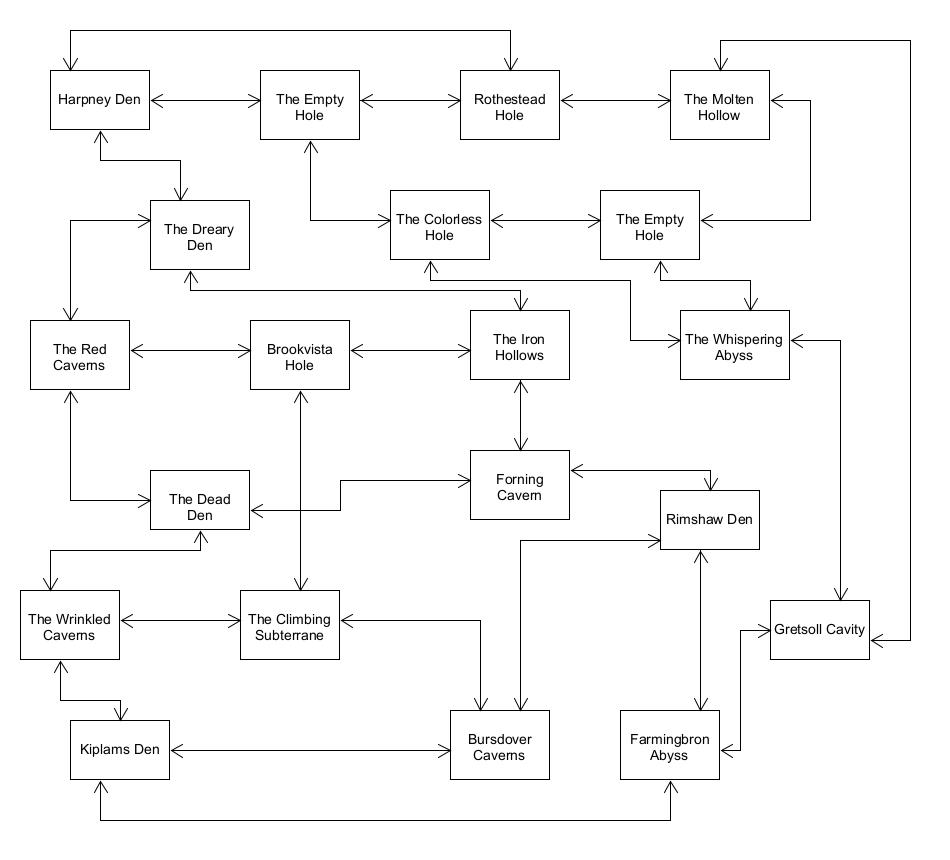 Harpney Den
The Empty
Hole
Rothestead
Hole
The Molten
Hollow
The Dreary
Den
The Colorless
Hole
The Empty
Hole
The Red
Caverns
Brookvista
Hole
The Iron
Hollows
The Whispering
Abyss
The Dead
Den
Forning
Cavern
Rimshaw Den
The Wrinkled
Caverns
The Climbing
Subterrane
Gretsoll Cavity
Kiplams Den
Bursdover
Caverns
Farmingbron
Abyss